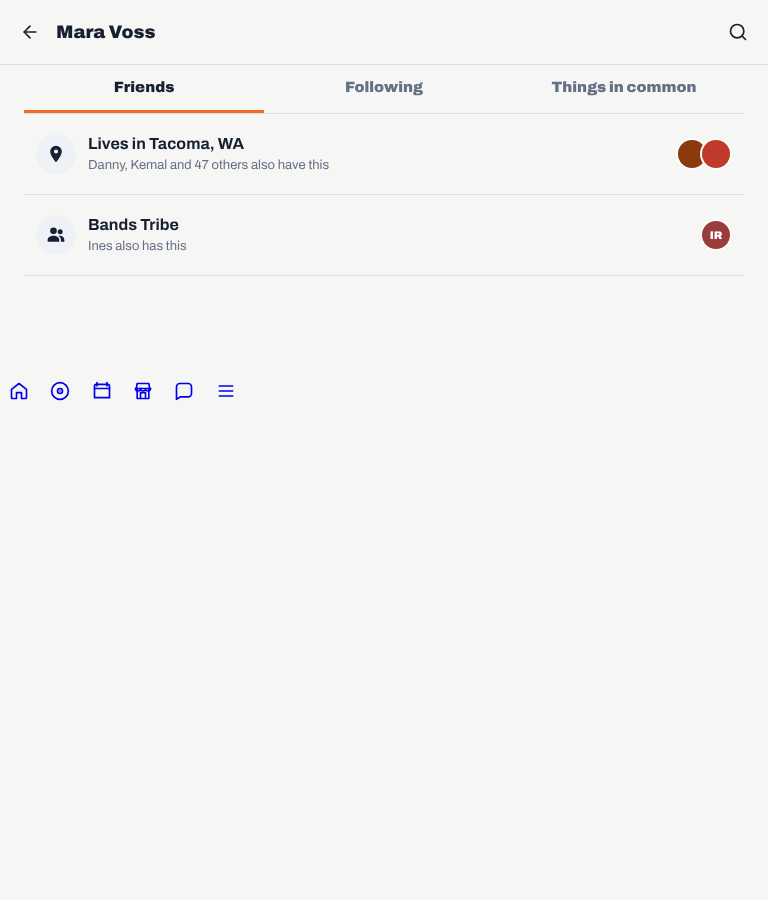 Mara Voss
Friends
Following
Things in common
Lives in Tacoma, WA
Danny, Kemal and 47 others also have this
Bands Tribe
Ines also has this
IR